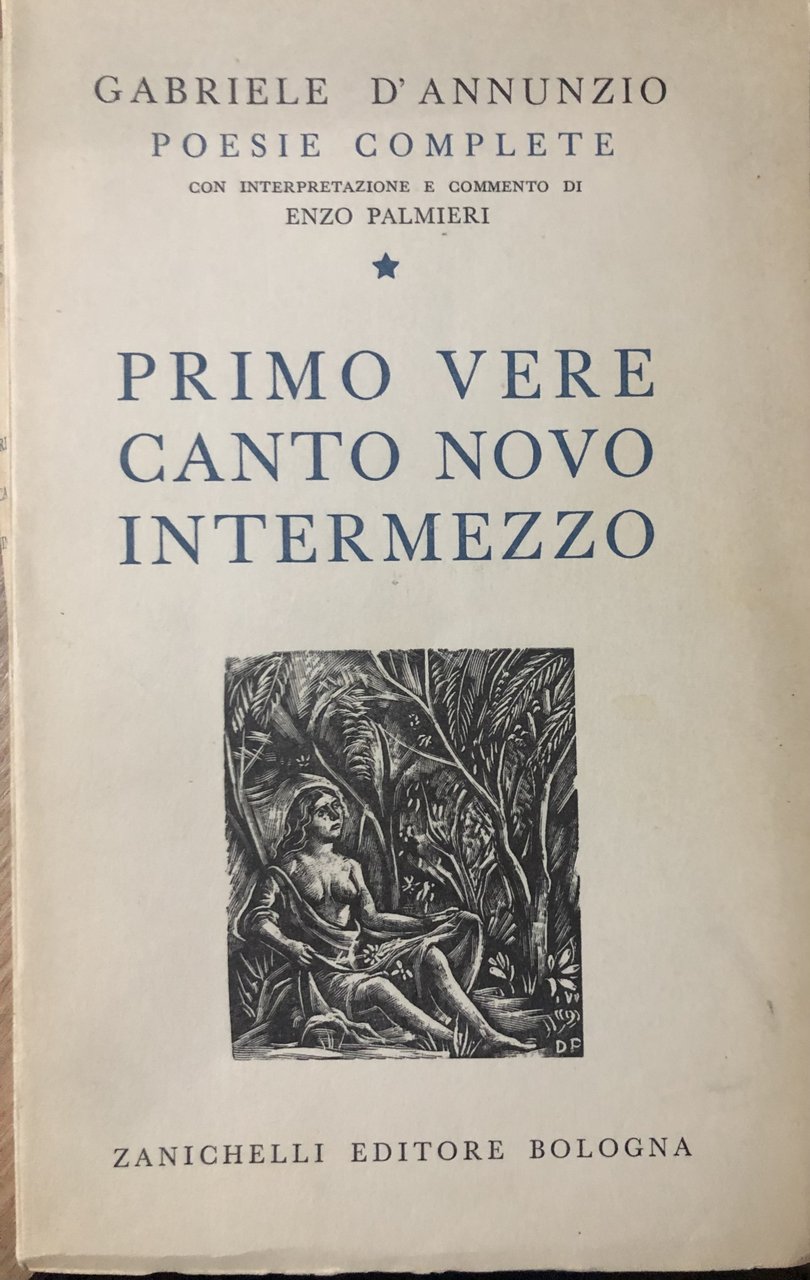 GABRIELE D'ANNUNZIO
POESIE COMPLETE
CON INTERPRETAZIONE E COMMENTO DI
ENZO PALMIERI
PRIMO VERE
CANTO NOVO
INTERMEZZO
DP
ZANICHELLI EDITORE BOLOGNA